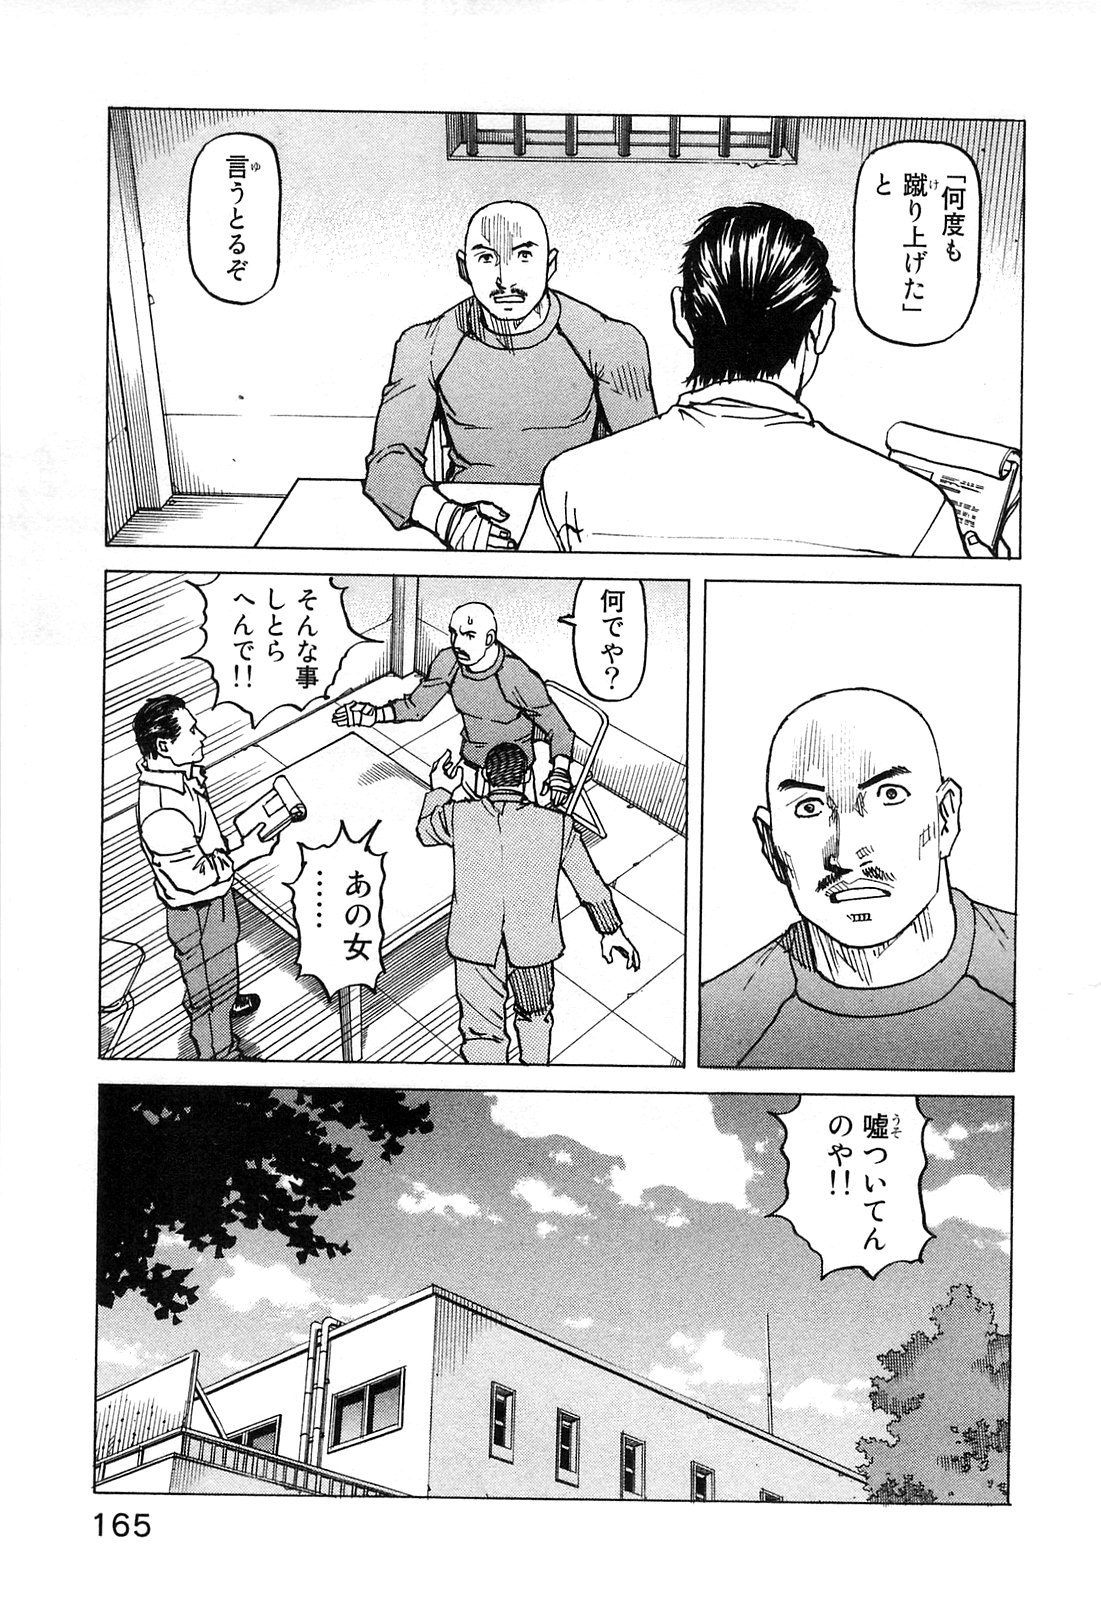 「何度も
蹴り上げた」
と
言うとるぞ
何でや?
そんな事
しとら
へんで!!
あの女
……
嘘ついてん
のや!!
165